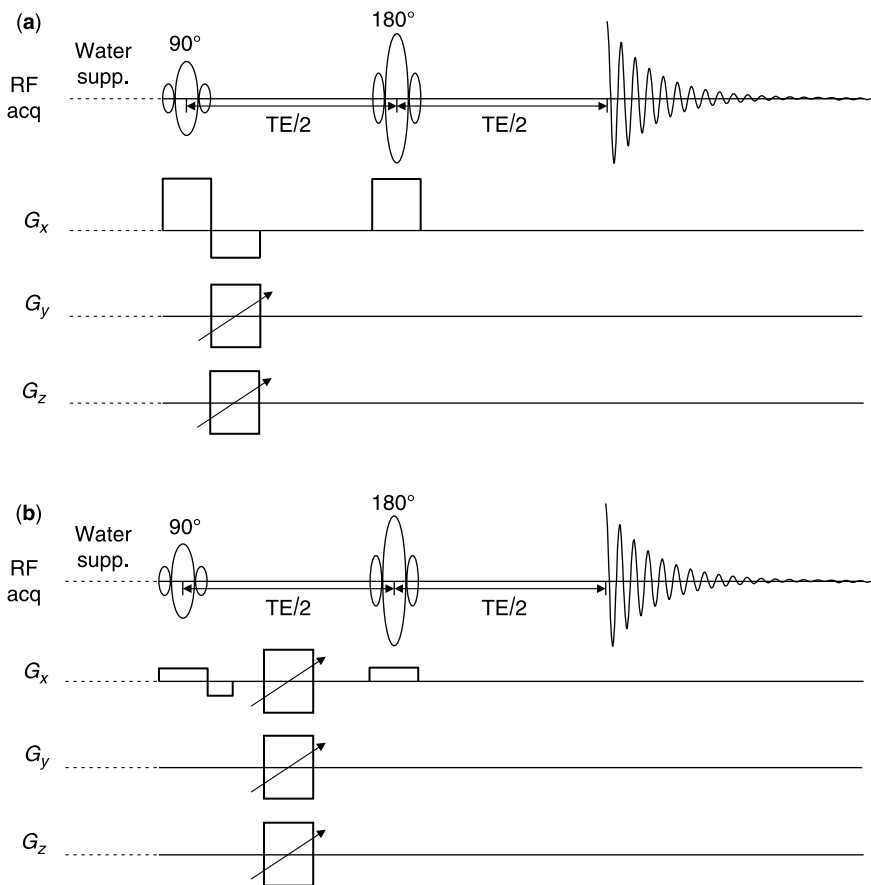 (a)
90°
180°
Water
supp.
RF
acq
TE/2
TE/2
Gx
Gy
Gz
(b)
90°
180°
Water
supp.
RF
acq
TE/2
TE/2
Gx
Gy
Gz